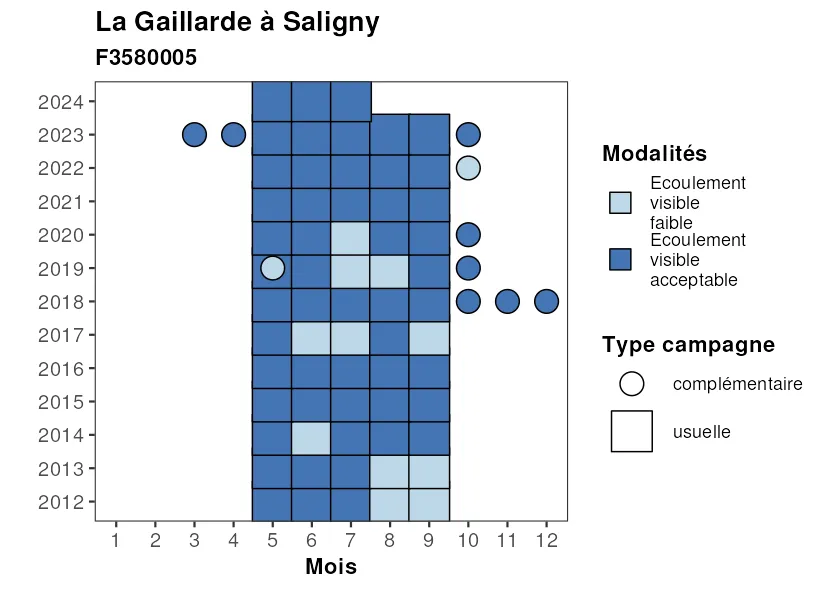 La Gaillarde à Saligny
F3580005
2024
2023
2022
2021
2020
2019
2018
2017
2016
2015
2014
2013
2012
1 2 3 4 5 6 7 8 9 10 11 12
Mois
Modalités
Ecoulement
visible
faible
Ecoulement
visible
acceptable
Type campagne
complémentaire
usuelle